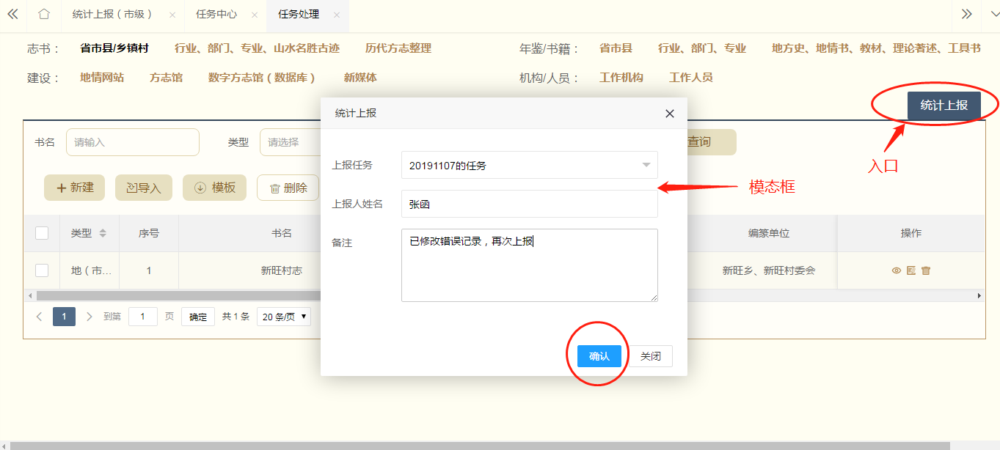 统计上报（市级） 任务中心 任务处理
志书： 省市县/乡镇村 行业、部门、专业、山水名胜古迹 历代方志整理 年鉴/书籍： 省市县 行业、部门、专业 地方史、地情书、教材、理论著述、工具书
建设： 地情网站 方志馆 数字方志馆（数据库） 新媒体 机构/人员： 工作机构 工作人员
统计上报
入口
书名 请输入 类型 请选择 查询
新建 导入 模板 删除
类型 序号 书名 编纂单位 操作
地（市... 1 新旺村志 新旺乡、新旺村委会
1 到第 1 页 确定 共 1 条 20 条/页
统计上报
上报任务 20191107的任务
模态框
上报人姓名 张函
备注 已修改错误记录，再次上报
确认 关闭